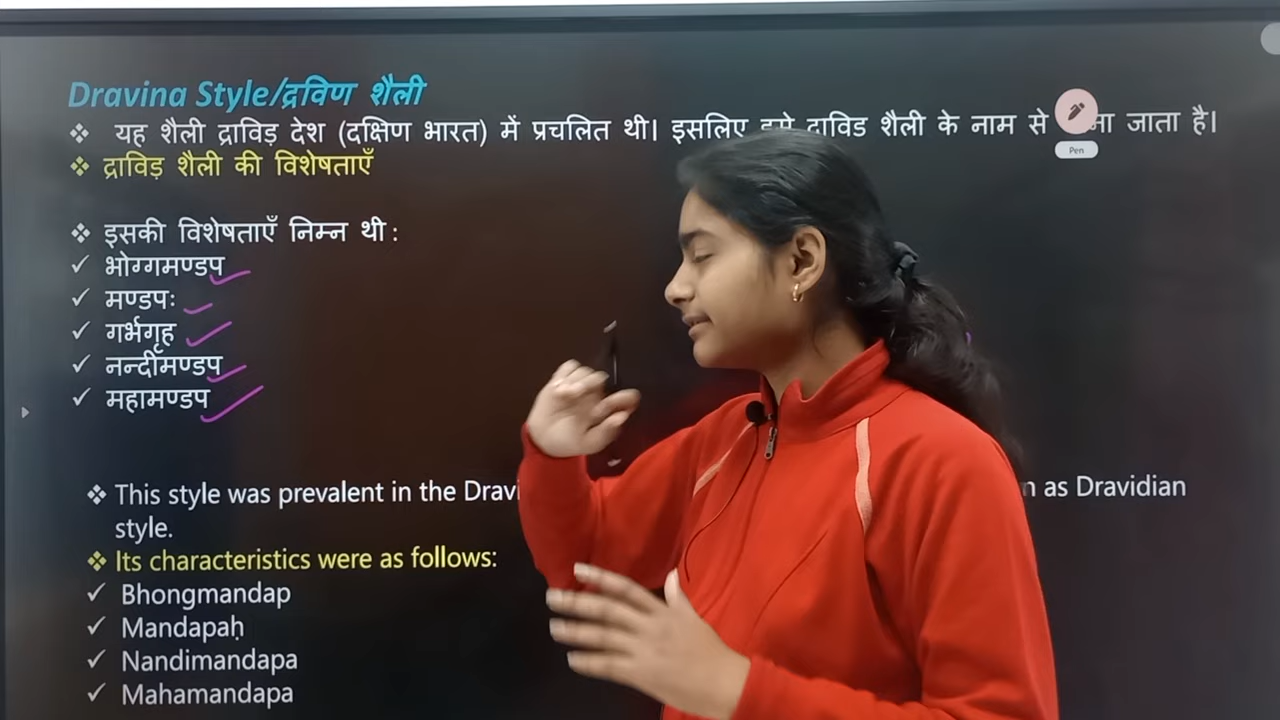 Dravina Style/द्रविण शैली
❖ यह शैली द्राविड़ देश (दक्षिण भारत) में प्रचलित थी। इसलिए द्राविड शैली के नाम से जाता है।
Pen
❖ द्राविड़ शैली की विशेषताएँ
❖ इसकी विशेषताएँ निम्न थी :
✓ भोग्गमण्डप
✓ मण्डपः
✓ गर्भगृह
✓ नन्दीमण्डप
✓ महामण्डप
❖ This style was prevalent in the as Dravidian
style.
❖ Its characteristics were as follows:
✓ Bhongmandap
✓ Mandapaḥ
✓ Nandimandapa
✓ Mahamandapa